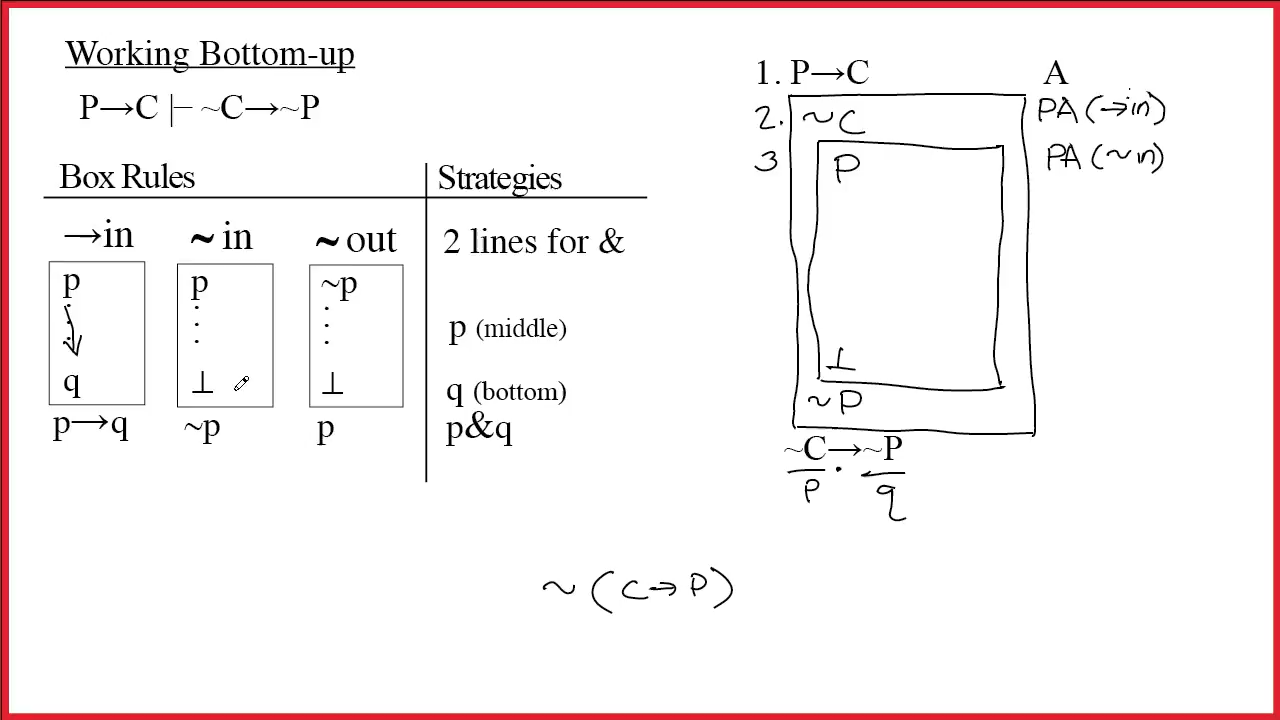 Working Bottom-up
P→C |– ~C→~P
Box Rules Strategies
→in ~in ~out 2 lines for &
p p ~p
⋮ ⋮ ⋮ p (middle)
q ⊥ ⊥ q (bottom)
p→q ~p p p&q
1. P→C A
2. ~C PA (→in)
3 P PA (~in)
⊥
~P
~C→~P
p q
~(C→P)